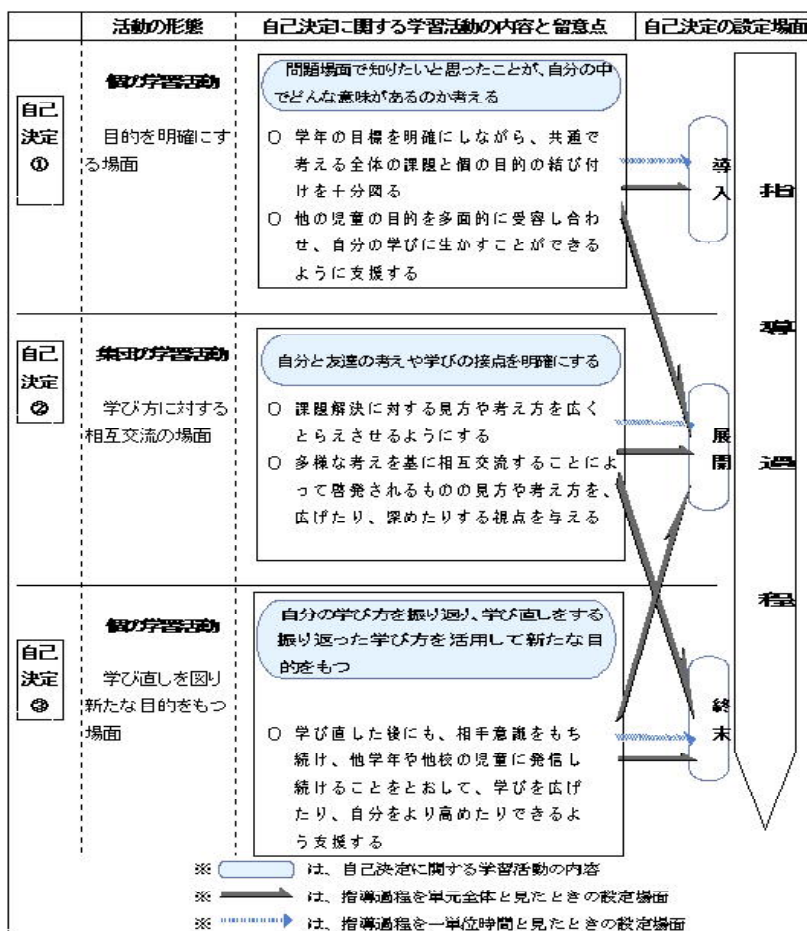 活動の形態
自己決定に関する学習活動の内容と留意点
自己決定の設定場面
自己
決定
①
個の学習活動
目的を明確にす
る場面
問題場面で知りたいと思ったことが、自分の中
でどんな意味があるのか考える
○ 学年の目標を明確にしながら、共通で
考える全体の課題と個の目的の結び付
けを十分図る
○ 他の児童の目的を多面的に受容し合わ
せ、自分の学びに生かすことができる
ように支援する
導
入
自己
決定
②
集団の学習活動
学び方に対する
相互交流の場面
自分と友達の考えや学びの接点を明確にする
○ 課題解決に対する見方や考え方を広く
とらえさせるようにする
○ 多様な考えを基に相互交流することによ
って啓発されるものの見方や考え方を、
広げたり、深めたりする視点を与える
展
開
自己
決定
③
個の学習活動
学び直しを図り
新たな目的をもつ
場面
自分の学び方を振り返り、学び直しをする
振り返った学び方を活用して新たな目
的をもつ
○ 学び直した後にも、相手意識をもち
続け、他学年や他校の児童に発信し
続けることをとおして、学びを広げ
たり、自分をより高めたりできるよ
う支援する
終
末
指
導
過
程
※ は、自己決定に関する学習活動の内容
※ は、指導過程を単元全体と見たときの設定場面
※ は、指導過程を一単位時間と見たときの設定場面